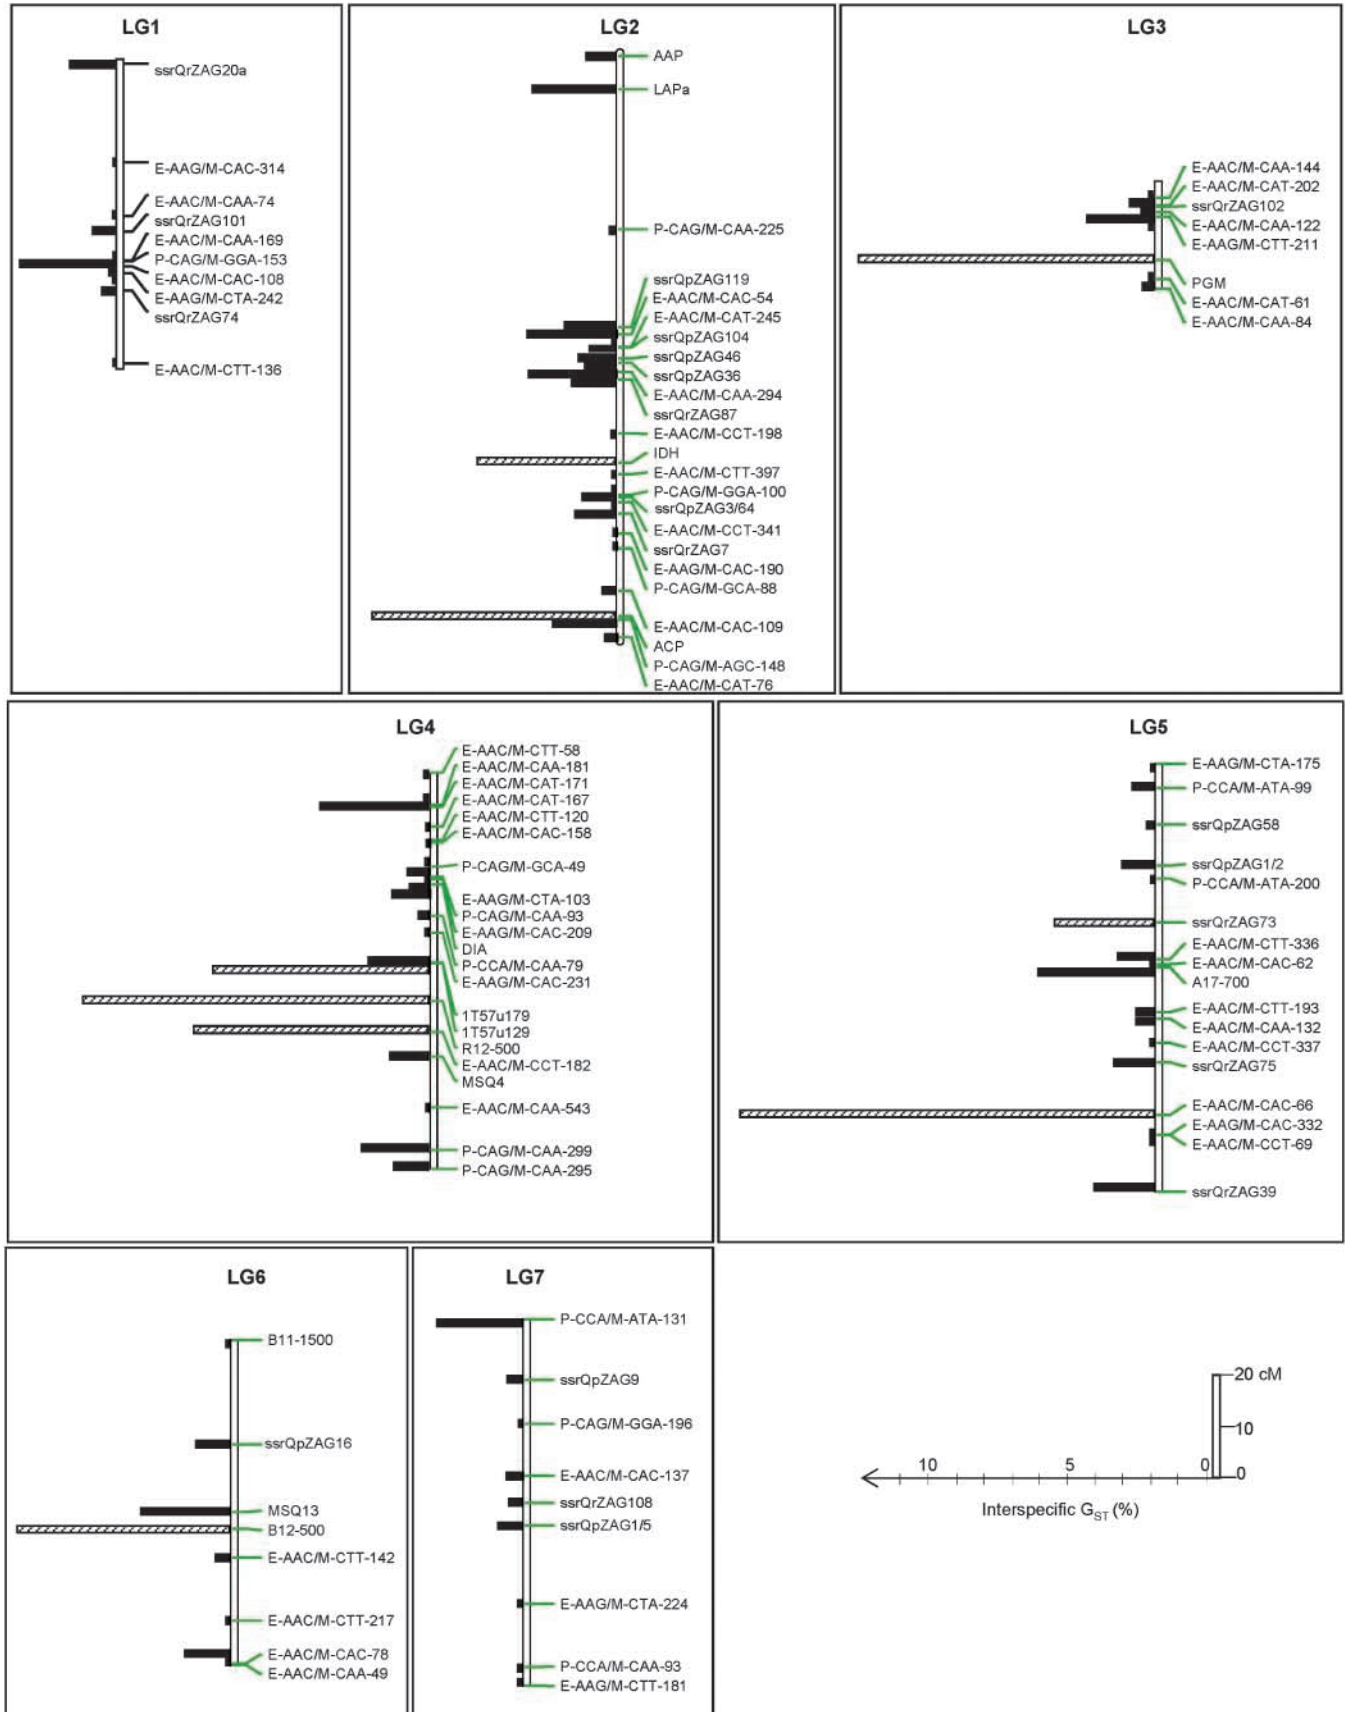 LG1
ssrQrZAG20a
E-AAG/M-CAC-314
E-AAC/M-CAA-74
ssrQrZAG101
E-AAC/M-CAA-169
P-CAG/M-GGA-153
E-AAC/M-CAC-108
E-AAG/M-CTA-242
ssrQrZAG74
E-AAC/M-CTT-136
LG2
AAP
LAPa
P-CAG/M-CAA-225
ssrQpZAG119
E-AAC/M-CAC-54
E-AAC/M-CAT-245
ssrQpZAG104
ssrQpZAG46
ssrQpZAG36
E-AAC/M-CAA-294
ssrQrZAG87
E-AAC/M-CCT-198
IDH
E-AAC/M-CTT-397
P-CAG/M-GGA-100
ssrQpZAG3/64
E-AAC/M-CCT-341
ssrQrZAG7
E-AAG/M-CAC-190
P-CAG/M-GCA-88
E-AAC/M-CAC-109
ACP
P-CAG/M-AGC-148
E-AAC/M-CAT-76
LG3
E-AAC/M-CAA-144
E-AAC/M-CAT-202
ssrQrZAG102
E-AAC/M-CAA-122
E-AAG/M-CTT-211
PGM
E-AAC/M-CAT-61
E-AAC/M-CAA-84
LG4
E-AAC/M-CTT-58
E-AAC/M-CAA-181
E-AAC/M-CAT-171
E-AAC/M-CAT-167
E-AAC/M-CTT-120
E-AAC/M-CAC-158
P-CAG/M-GCA-49
E-AAG/M-CTA-103
P-CAG/M-CAA-93
E-AAG/M-CAC-209
DIA
P-CCA/M-CAA-79
E-AAG/M-CAC-231
1T57u179
1T57u129
R12-500
E-AAC/M-CCT-182
MSQ4
E-AAC/M-CAA-543
P-CAG/M-CAA-299
P-CAG/M-CAA-295
LG5
E-AAG/M-CTA-175
P-CCA/M-ATA-99
ssrQpZAG58
ssrQpZAG1/2
P-CCA/M-ATA-200
ssrQrZAG73
E-AAC/M-CTT-336
E-AAC/M-CAC-62
A17-700
E-AAC/M-CTT-193
E-AAC/M-CAA-132
E-AAC/M-CCT-337
ssrQrZAG75
E-AAC/M-CAC-66
E-AAG/M-CAC-332
E-AAC/M-CCT-69
ssrQrZAG39
LG6
B11-1500
ssrQpZAG16
MSQ13
B12-500
E-AAC/M-CTT-142
E-AAC/M-CTT-217
E-AAC/M-CAC-78
E-AAC/M-CAA-49
LG7
P-CCA/M-ATA-131
ssrQpZAG9
P-CAG/M-GGA-196
E-AAC/M-CAC-137
ssrQrZAG108
ssrQpZAG1/5
E-AAG/M-CTA-224
P-CCA/M-CAA-93
E-AAG/M-CTT-181
20 cM
10
0
10 5 0
Interspecific GST (%)